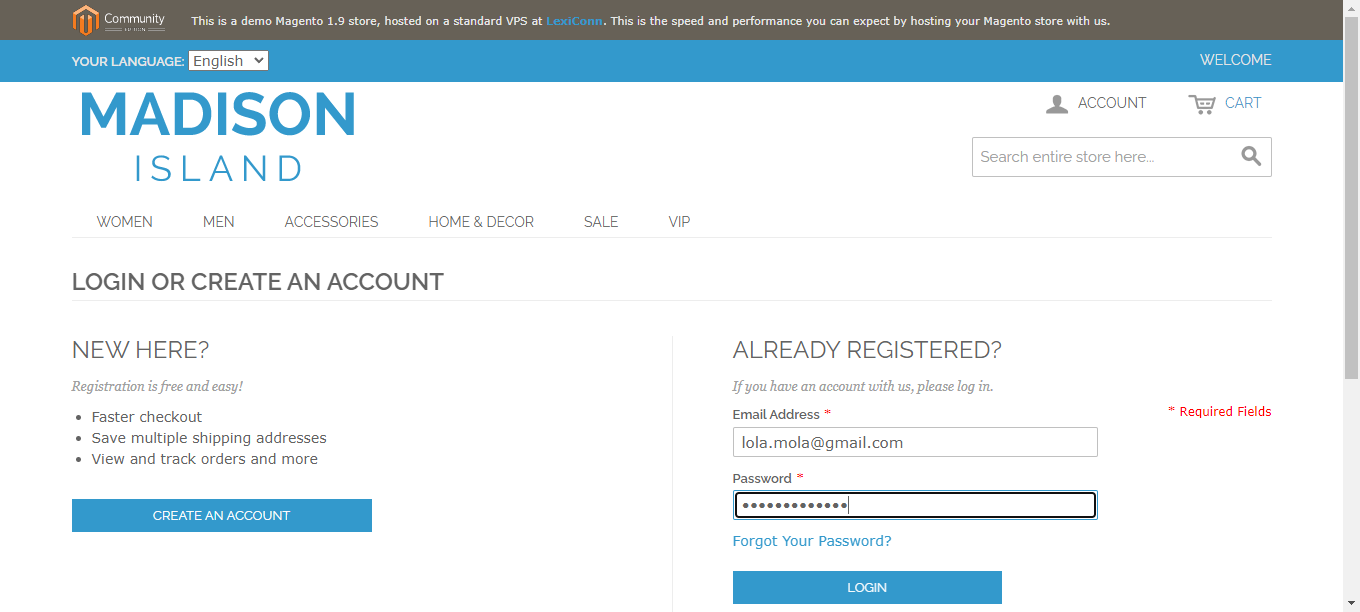 Community
This is a demo Magento 1.9 store, hosted on a standard VPS at LexiConn. This is the speed and performance you can expect by hosting your Magento store with us.
YOUR LANGUAGE: English
WELCOME
MADISON
ISLAND
ACCOUNT
CART
Search entire store here...
WOMEN MEN ACCESSORIES HOME & DECOR SALE VIP
LOGIN OR CREATE AN ACCOUNT
NEW HERE?
Registration is free and easy!
• Faster checkout
• Save multiple shipping addresses
• View and track orders and more
CREATE AN ACCOUNT
ALREADY REGISTERED?
If you have an account with us, please log in.
* Required Fields
Email Address *
lola.mola@gmail.com
Password *
•••••••••••••
Forgot Your Password?
LOGIN